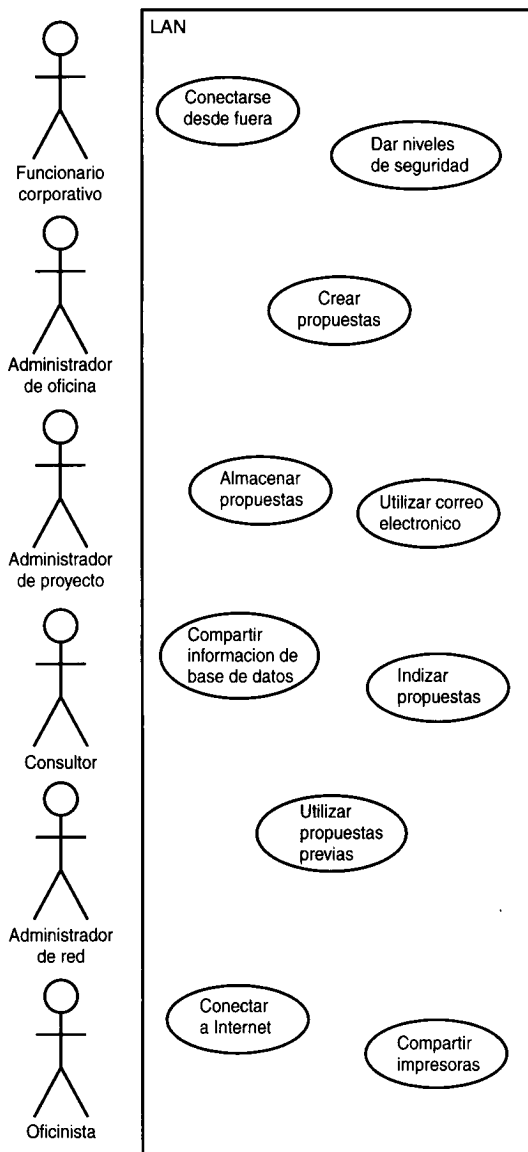 LAN
Conectarse
desde fuera
Dar niveles
de seguridad
Funcionario
corporativo
Crear
propuestas
Administrador
de oficina
Almacenar
propuestas
Utilizar correo
electronico
Administrador
de proyecto
Compartir
informacion de
base de datos
Indizar
propuestas
Consultor
Utilizar
propuestas
previas
Administrador
de red
Conectar
a Internet
Compartir
impresoras
Oficinista